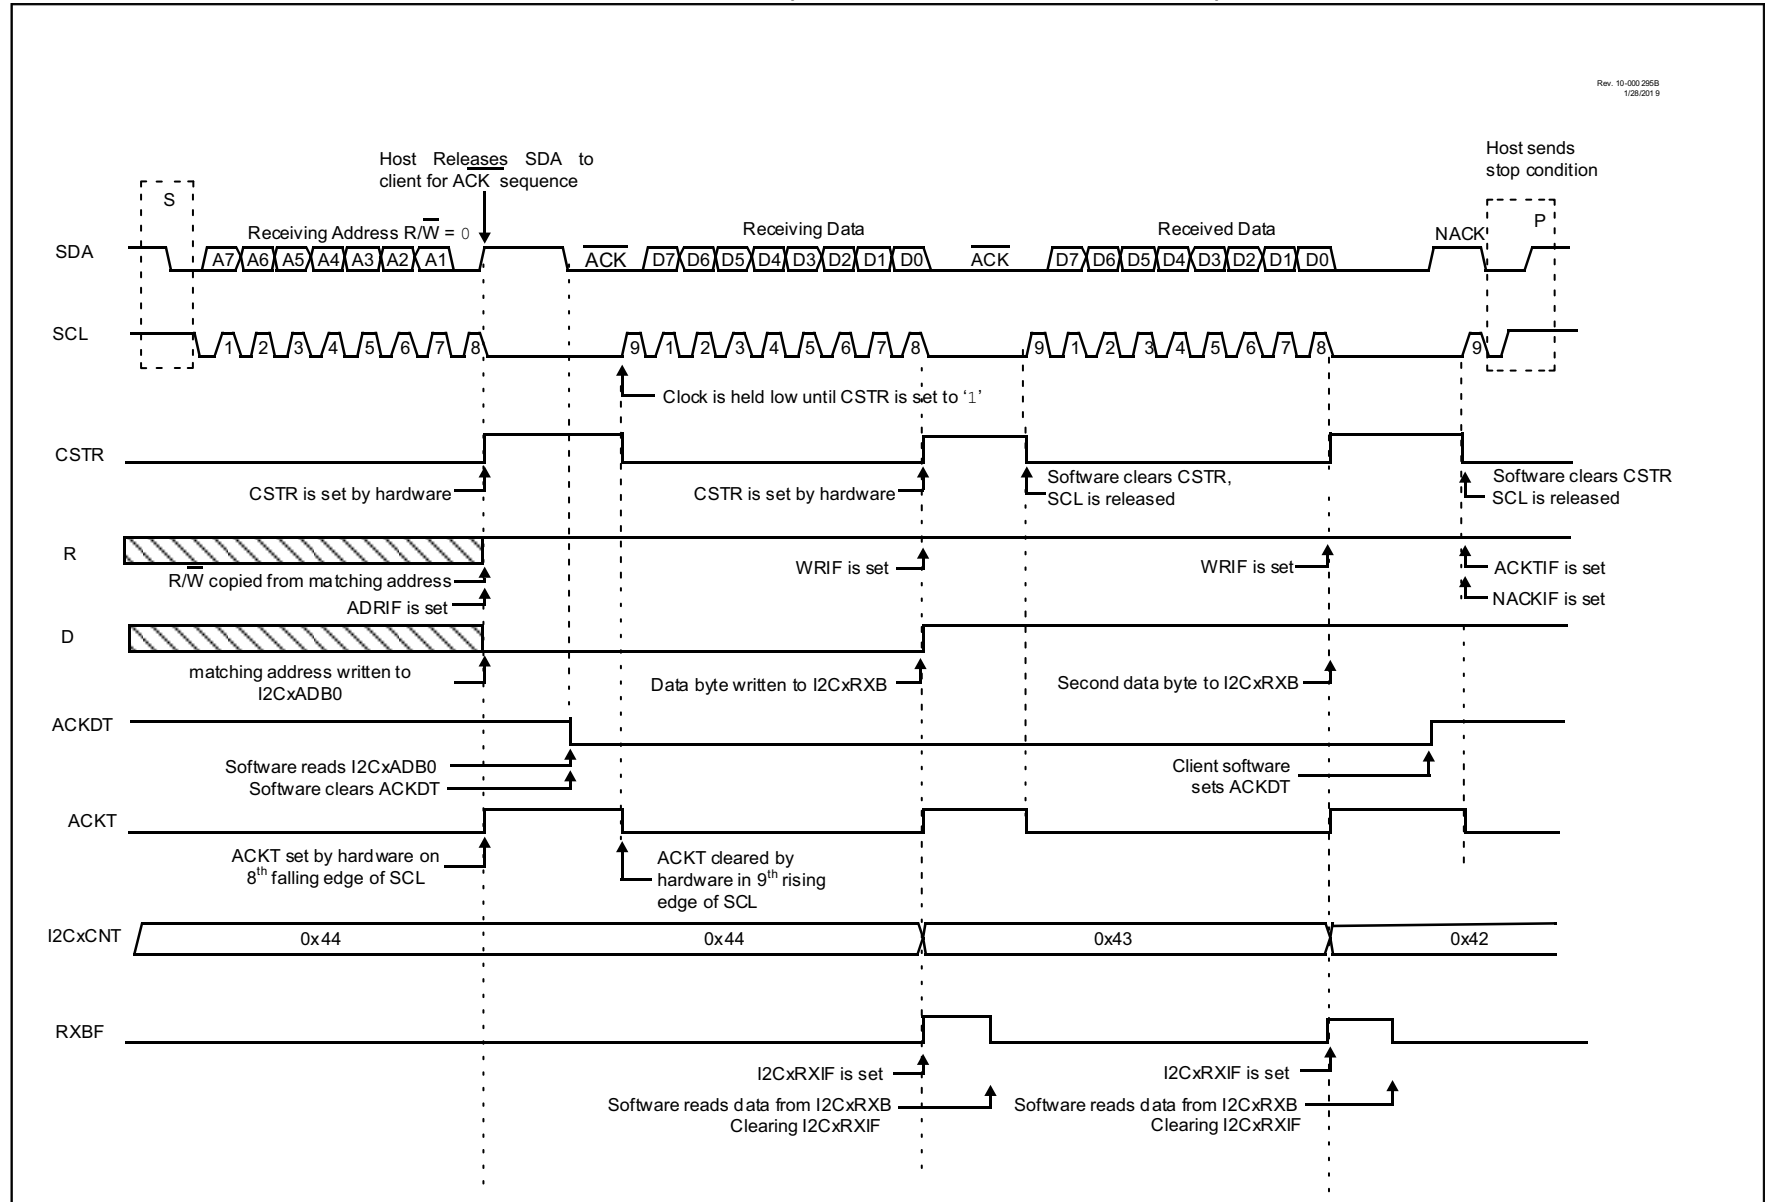 Rev. 10-000 295B
1/28/201 9
Host Releases SDA to
client for ACK sequence
Host sends
stop condition
S
P
Receiving Address R/W = 0
Receiving Data
Received Data
NACK
SDA
A7 A6 A5 A4 A3 A2 A1
ACK
D7 D6 D5 D4 D3 D2 D1 D0
ACK
D7 D6 D5 D4 D3 D2 D1 D0
SCL
1 2 3 4 5 6 7 8
9 1 2 3 4 5 6 7 8
9 1 2 3 4 5 6 7 8
9
Clock is held low until CSTR is set to ‘1’
CSTR
CSTR is set by hardware
CSTR is set by hardware
Software clears CSTR,
SCL is released
Software clears CSTR
SCL is released
R
R/W copied from matching address
ADRIF is set
WRIF is set
WRIF is set
ACKTIF is set
NACKIF is set
D
matching address written to
I2CxADB0
Data byte written to I2CxRXB
Second data byte to I2CxRXB
ACKDT
Software reads I2CxADB0
Software clears ACKDT
Client software
sets ACKDT
ACKT
ACKT set by hardware on
8th falling edge of SCL
ACKT cleared by
hardware in 9th rising
edge of SCL
I2CxCNT
0x44
0x44
0x43
0x42
RXBF
I2CxRXIF is set
Software reads data from I2CxRXB
Clearing I2CxRXIF
I2CxRXIF is set
Software reads data from I2CxRXB
Clearing I2CxRXIF